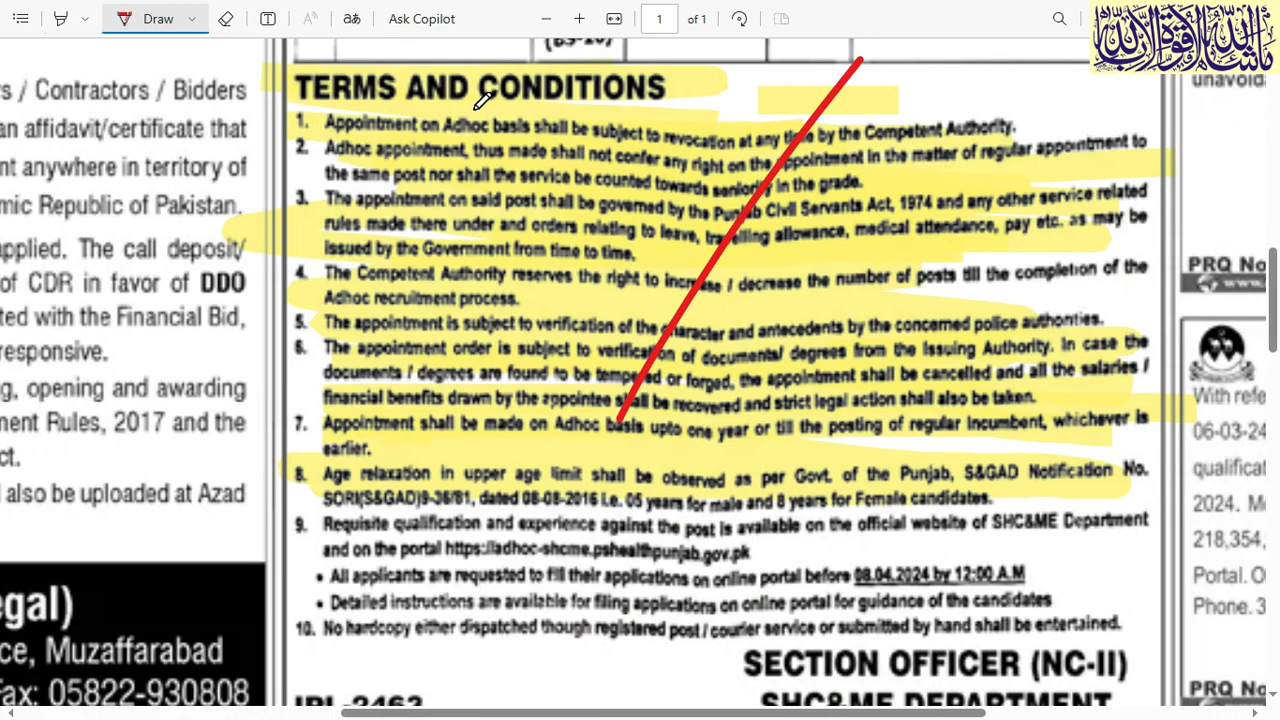 Draw
Ask Copilot
1 of 1
ما شاء الله لا قوة الا بالله
(BS-18)
s / Contractors / Bidders
an affidavit/certificate that
nt anywhere in territory of
mic Republic of Pakistan.
applied. The call deposit/
of CDR in favor of DDO
ted with the Financial Bid,
responsive.
g, opening and awarding
ment Rules, 2017 and the
ct.
l also be uploaded at Azad
egal)
ce, Muzaffarabad
Fax: 05822-930808
TERMS AND CONDITIONS
1. Appointment on Adhoc basis shall be subject to revocation at any time by the Competent Authority.
2. Adhoc appointment, thus made shall not confer any right on the appointment in the matter of regular appointment to
the same post nor shall the service be counted towards seniority in the grade.
3. The appointment on said post shall be governed by the Punjab Civil Servants Act, 1974 and any other service related
rules made there under and orders relating to leave, travelling allowance, medical attendance, pay etc. as may be
issued by the Government from time to time.
4. The Competent Authority reserves the right to increase / decrease the number of posts till the completion of the
Adhoc recruitment process.
5. The appointment is subject to verification of the character and antecedents by the concerned police authorities.
6. The appointment order is subject to verification of documents/ degrees from the Issuing Authority. In case the
documents / degrees are found to be tempered or forged, the appointment shall be cancelled and all the salaries /
financial benefits drawn by the appointee shall be recovered and strict legal action shall also be taken.
7. Appointment shall be made on Adhoc basis upto one year or till the posting of regular Incumbent, whichever is
earlier.
8. Age relaxation in upper age limit shall be observed as per Govt. of the Punjab, S&GAD Notification No.
SORI(S&GAD)9-36/81, dated 08-08-2016 i.e. 05 years for male and 8 years for Female candidates.
9. Requisite qualification and experience against the post is available on the official website of SHC&ME Department
and on the portal https://adhoc-shcme.pshealthpunjab.gov.pk
• All applicants are requested to fill their applications on online portal before 08.04.2024 by 12:00 A.M
• Detailed instructions are available for filing applications on online portal for guidance of the candidates
10. No hardcopy either dispatched though registered post / courier service or submitted by hand shall be entertained.
SECTION OFFICER (NC-II)
SHC&ME DEPARTMENT
IPL-2463
unavoida
PRQ No
www.
With refe
06-03-24
qualificat
2024. Mo
218,354,
Portal. O
Phone. 3
PRQ No